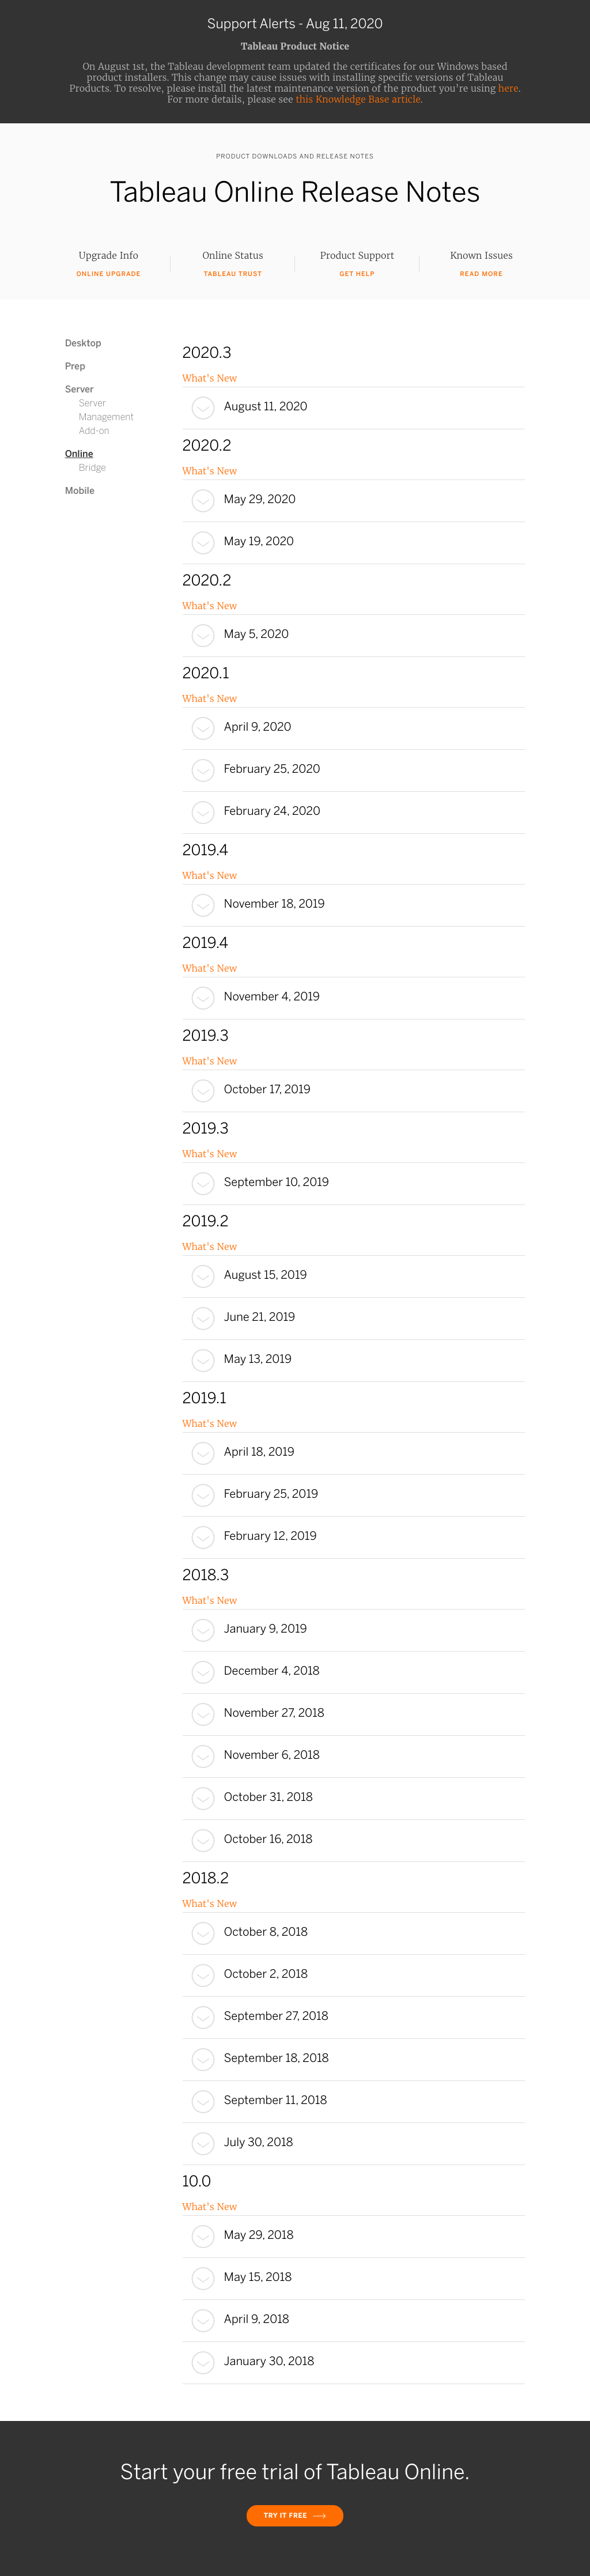 Support Alerts - Aug 11, 2020
Tableau Product Notice
On August 1st, the Tableau development team updated the certificates for our Windows based
product installers. This change may cause issues with installing specific versions of Tableau
Products. To resolve, please install the latest maintenance version of the product you're using here.
For more details, please see this Knowledge Base article.
PRODUCT DOWNLOADS AND RELEASE NOTES
Tableau Online Release Notes
Upgrade Info
ONLINE UPGRADE
Online Status
TABLEAU TRUST
Product Support
GET HELP
Known Issues
READ MORE
Desktop
Prep
Server
Server
Management
Add-on
Online
Bridge
Mobile
2020.3
What's New
August 11, 2020
2020.2
What's New
May 29, 2020
May 19, 2020
2020.2
What's New
May 5, 2020
2020.1
What's New
April 9, 2020
February 25, 2020
February 24, 2020
2019.4
What's New
November 18, 2019
2019.4
What's New
November 4, 2019
2019.3
What's New
October 17, 2019
2019.3
What's New
September 10, 2019
2019.2
What's New
August 15, 2019
June 21, 2019
May 13, 2019
2019.1
What's New
April 18, 2019
February 25, 2019
February 12, 2019
2018.3
What's New
January 9, 2019
December 4, 2018
November 27, 2018
November 6, 2018
October 31, 2018
October 16, 2018
2018.2
What's New
October 8, 2018
October 2, 2018
September 27, 2018
September 18, 2018
September 11, 2018
July 30, 2018
10.0
What's New
May 29, 2018
May 15, 2018
April 9, 2018
January 30, 2018
Start your free trial of Tableau Online.
TRY IT FREE